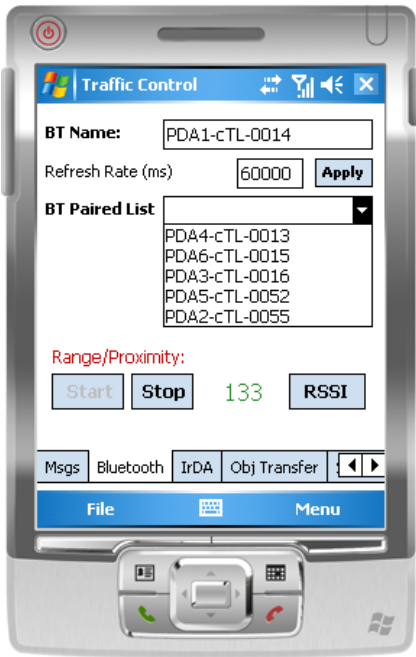 Traffic Control
BT Name: PDA1-cTL-0014
Refresh Rate (ms) 60000 Apply
BT Paired List
PDA4-cTL-0013
PDA6-cTL-0015
PDA3-cTL-0016
PDA5-cTL-0052
PDA2-cTL-0055
Range/Proximity:
Start Stop 133 RSSI
Msgs Bluetooth IrDA Obj Transfer
File Menu